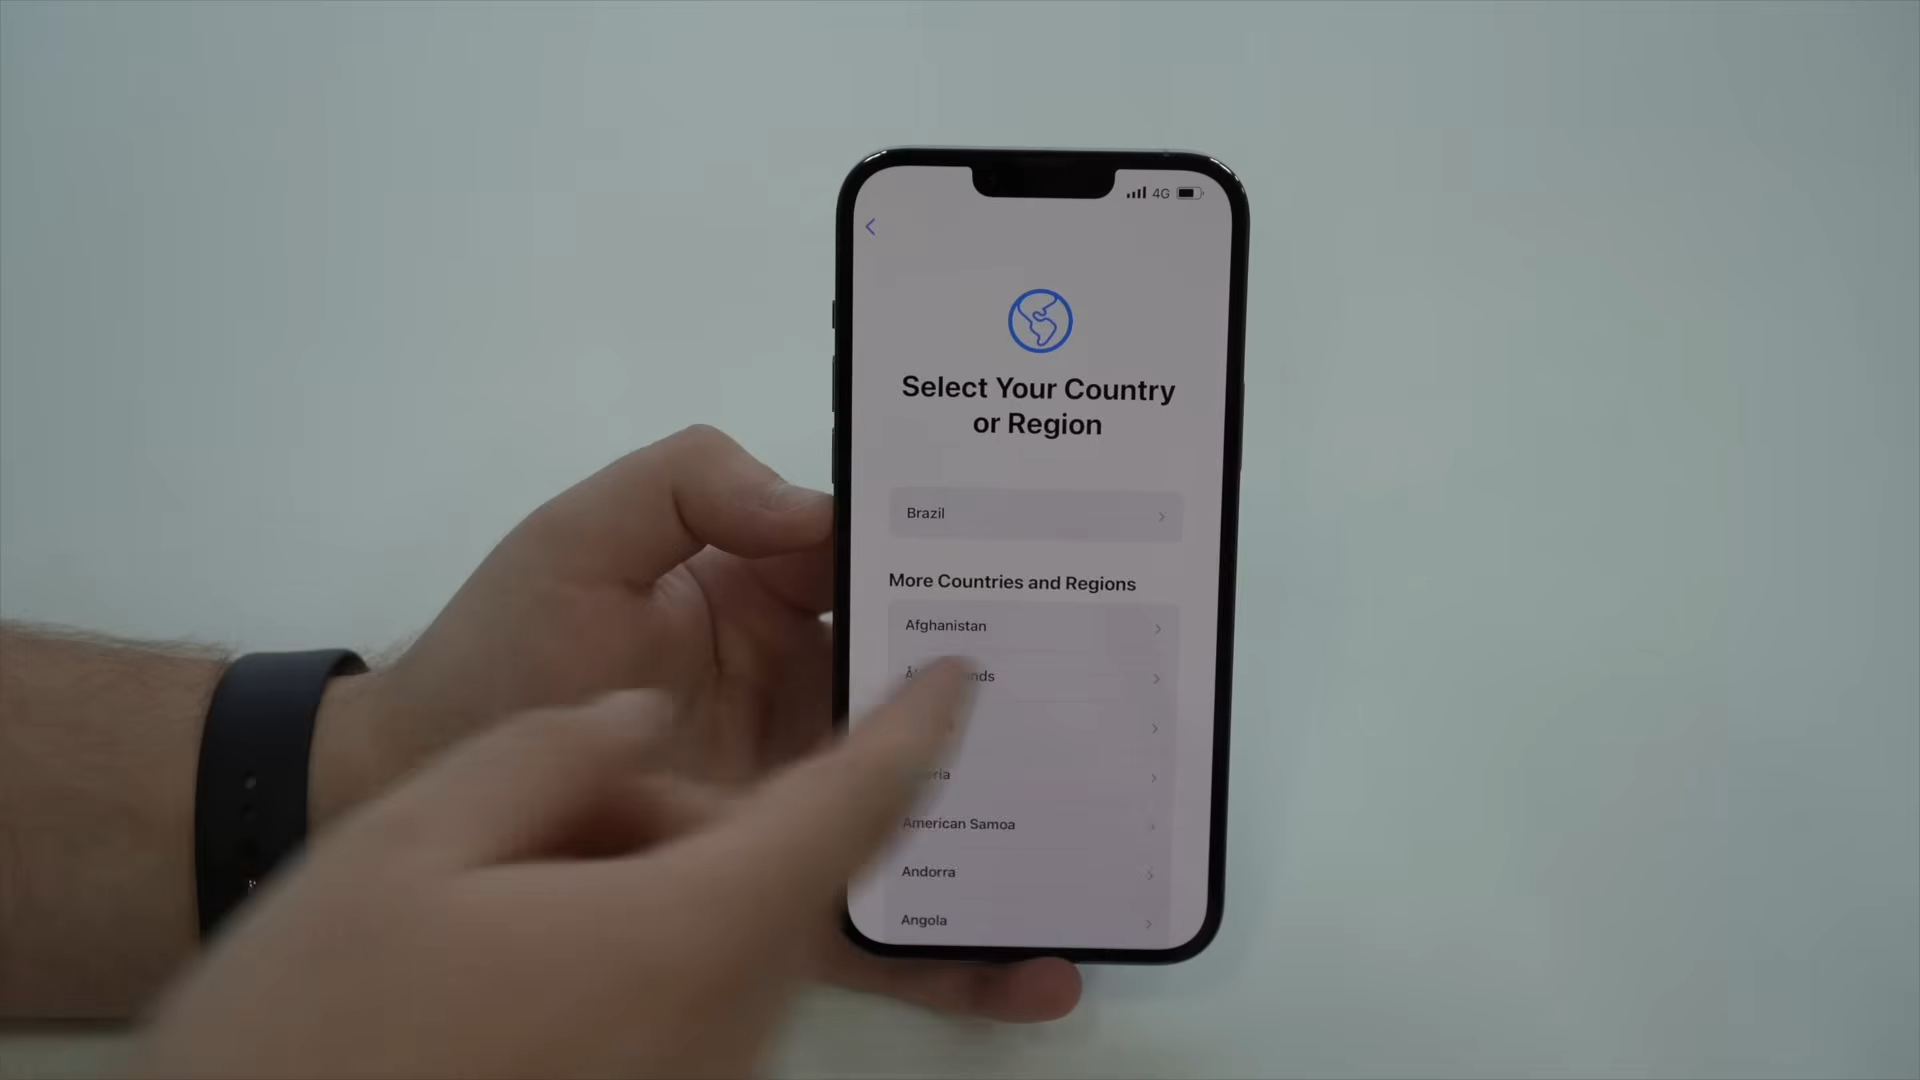 4G
Select Your Country
or Region
Brazil
More Countries and Regions
Afghanistan
American Samoa
Andorra
Angola